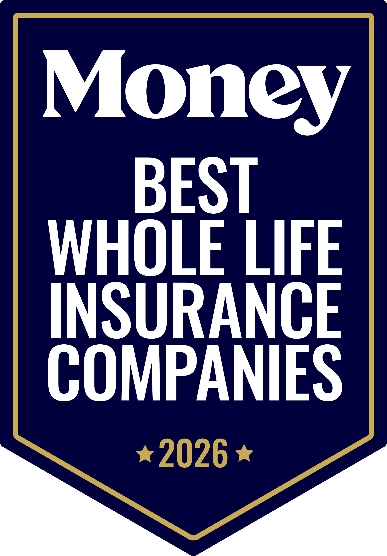 Money
BEST
WHOLE LIFE
INSURANCE
COMPANIES
★2026★